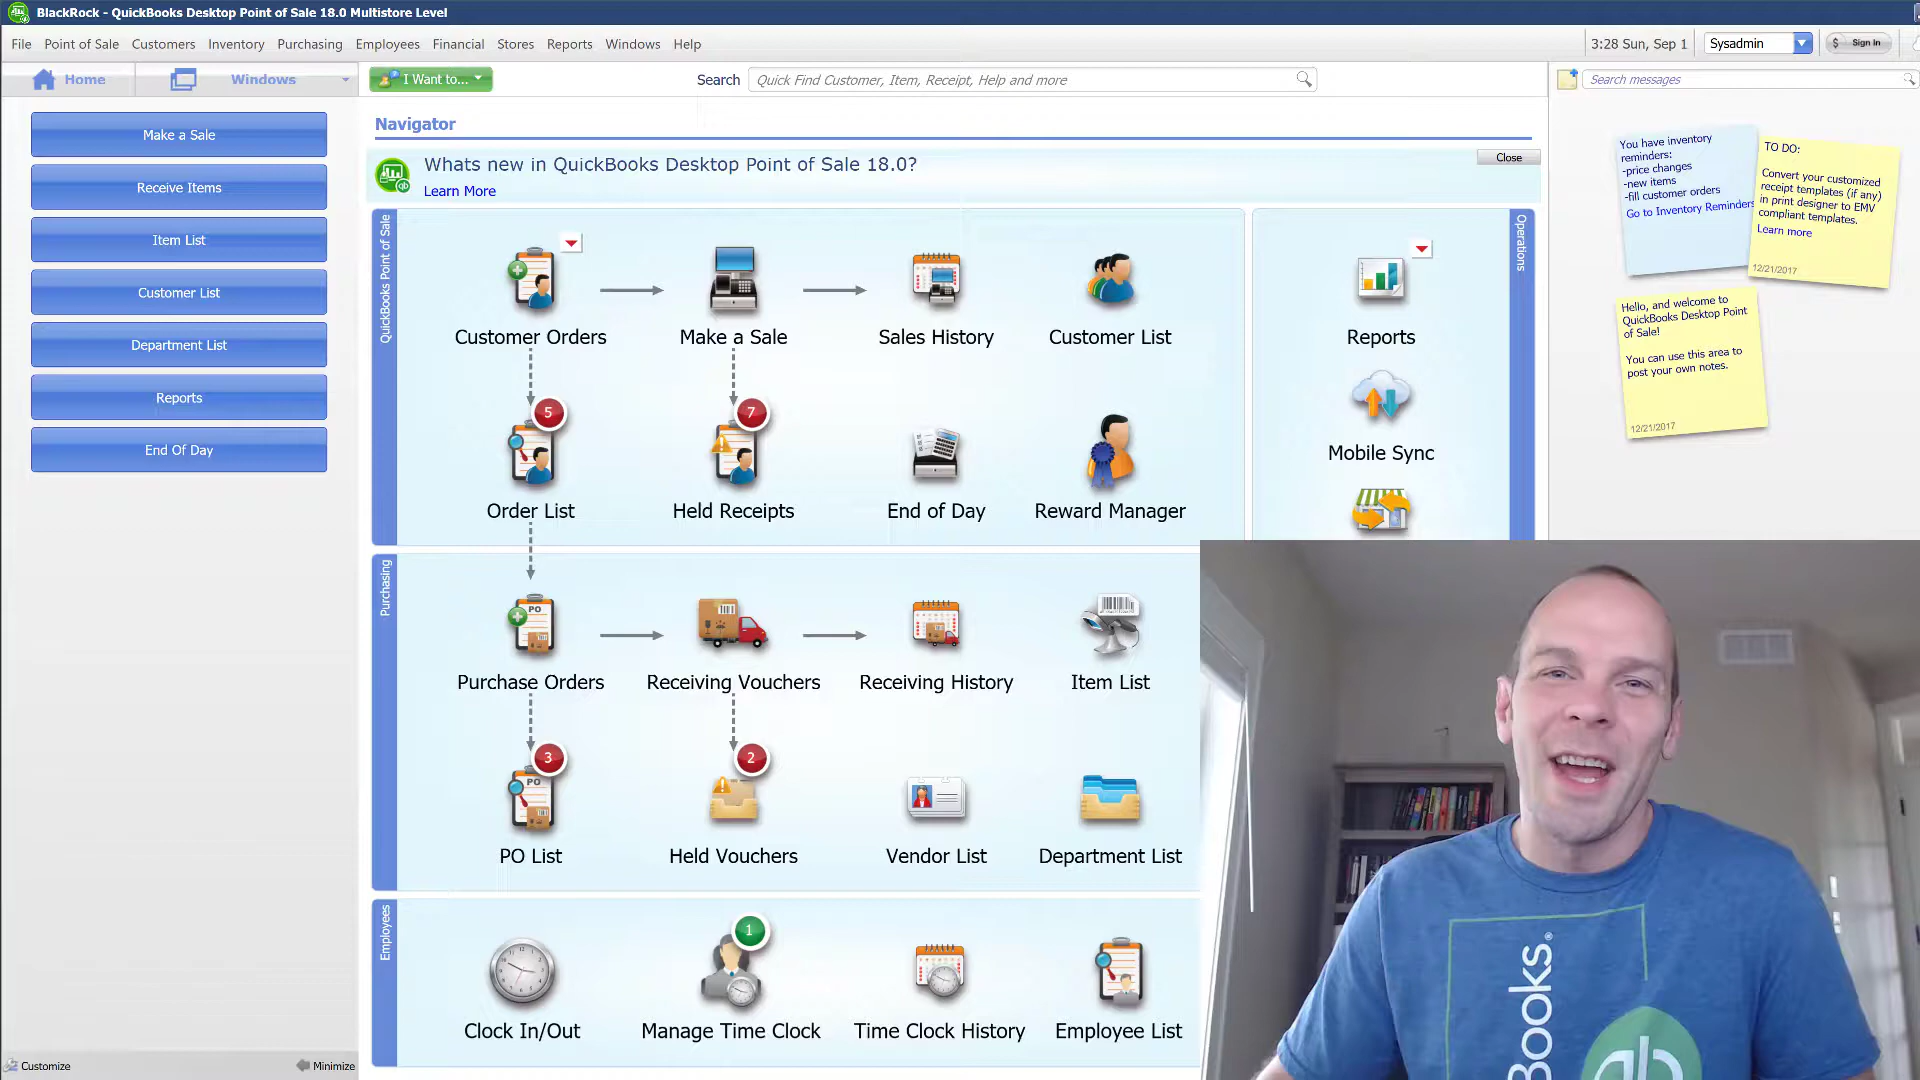 BlackRock - QuickBooks Desktop Point of Sale 18.0 Multistore Level
File Point of Sale Customers Inventory Purchasing Employees Financial Stores Reports Windows Help
3:28 Sun, Sep 1 Sysadmin $ Sign In
Home Windows I Want to... Search Quick Find Customer, Item, Receipt, Help and more Search messages
Make a Sale
Receive Items
Item List
Customer List
Department List
Reports
End Of Day
Customize Minimize
Navigator
Whats new in QuickBooks Desktop Point of Sale 18.0?
Learn More
Close
QuickBooks Point of Sale
Customer Orders Make a Sale Sales History Customer List
5 7
Order List Held Receipts End of Day Reward Manager
Operations
Reports
Mobile Sync
Purchasing
PO
Purchase Orders Receiving Vouchers Receiving History Item List
3 2
PO
PO List Held Vouchers Vendor List Department List
Employees
1
Clock In/Out Manage Time Clock Time Clock History Employee List
You have inventory
reminders:
-price changes
-new items
-fill customer orders
Go to Inventory Reminders
TO DO:
Convert your customized
receipt templates (if any)
in print designer to EMV
compliant templates.
Learn more
12/21/2017
Hello, and welcome to
QuickBooks Desktop Point
of Sale!
You can use this area to
post your own notes.
12/21/2017
Books®
Books
qb